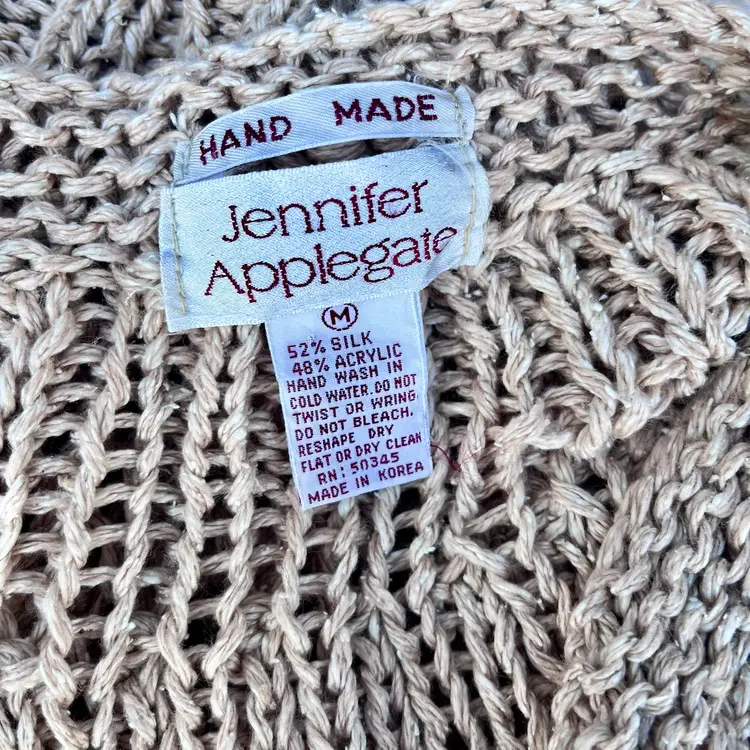 HAND MADE
Jennifer
Applegate
M
52% SILK
48% ACRYLIC
HAND WASH IN
COLD WATER.DO NOT
TWIST OR WRING.
DO NOT BLEACH.
RESHAPE DRY
FLAT OR DRY CLEAN
RN: 50345
MADE IN KOREA